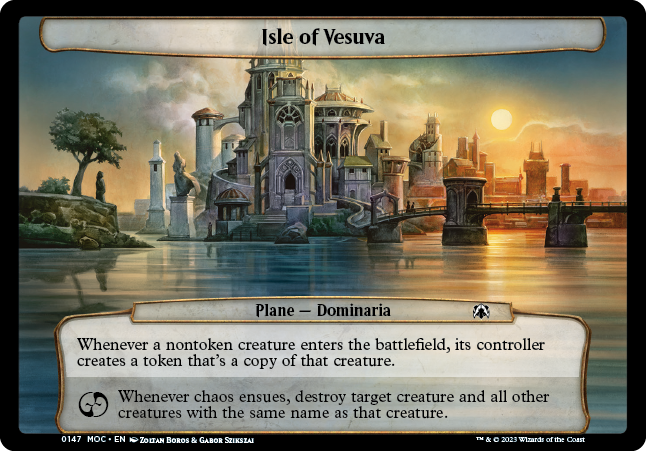 Isle of Vesuva
Plane — Dominaria
Whenever a nontoken creature enters the battlefield, its controller
creates a token that's a copy of that creature.
Whenever chaos ensues, destroy target creature and all other
creatures with the same name as that creature.
0147 MOC • EN Zoltan Boros & Gabor Szikszai
™ & © 2023 Wizards of the Coast